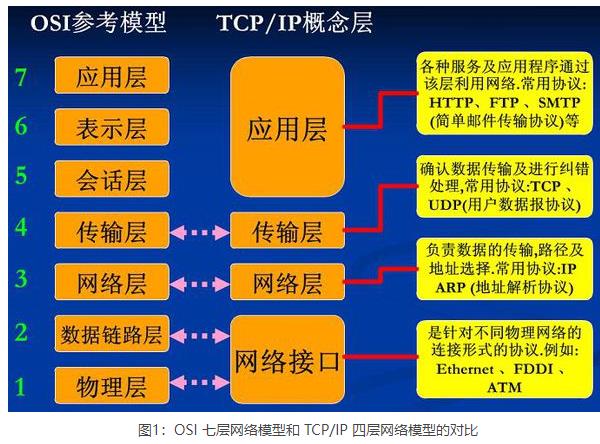 OSI参考模型
TCP/IP概念层
7
应用层
6
表示层
5
会话层
4
传输层
3
网络层
2
数据链路层
1
物理层
应用层
传输层
网络层
网络接口
各种服务及应用程序通过
该层利用网络.常用协议:
HTTP、FTP 、SMTP
(简单邮件传输协议)等
确认数据传输及进行纠错
处理,常用协议:TCP 、
UDP(用户数据报协议)
负责数据的传输,路径及
地址选择.常用协议:IP
ARP (地址解析协议)
是针对不同物理网络的
连接形式的协议.例如:
Ethernet 、FDDI 、
ATM
图1：OSI 七层网络模型和 TCP/IP 四层网络模型的对比